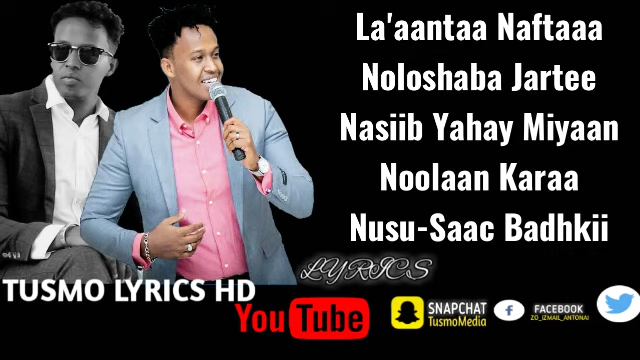 La'aantaa Naftaaa
Noloshaba Jartee
Nasiib Yahay Miyaan
Noolaan Karaa
Nusu-Saac Badhkii
LYRICS
TUSMO LYRICS HD
YouTube
SNAPCHAT
TusmoMedia
FACEBOOK
ZO_IZMAIL_ANTONAI